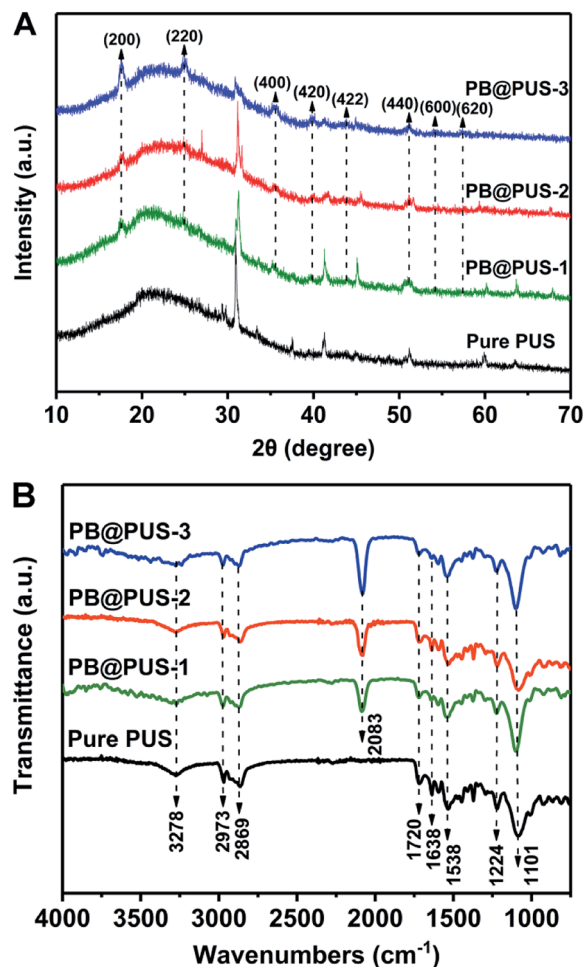 A
(200)
(220)
(400)
(420)
(422)
(440)
(600)
(620)
PB@PUS-3
PB@PUS-2
PB@PUS-1
Pure PUS
Intensity (a.u.)
10 20 30 40 50 60 70
2θ (degree)
B
PB@PUS-3
PB@PUS-2
PB@PUS-1
Pure PUS
Transmittance (a.u.)
3278
2973
2869
2083
1720
1638
1538
1224
1101
4000 3500 3000 2500 2000 1500 1000
Wavenumbers (cm⁻¹)